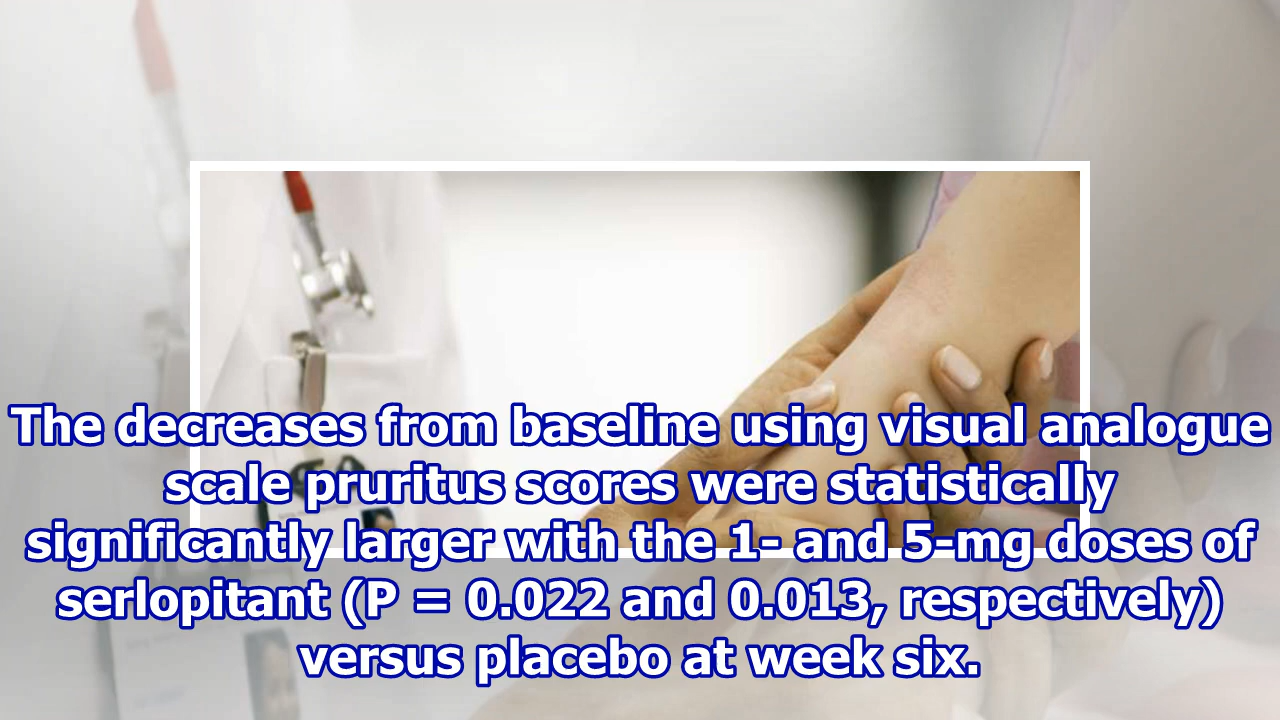 The decreases from baseline using visual analogue
scale pruritus scores were statistically
significantly larger with the 1- and 5-mg doses of
serlopitant (P = 0.022 and 0.013, respectively)
versus placebo at week six.